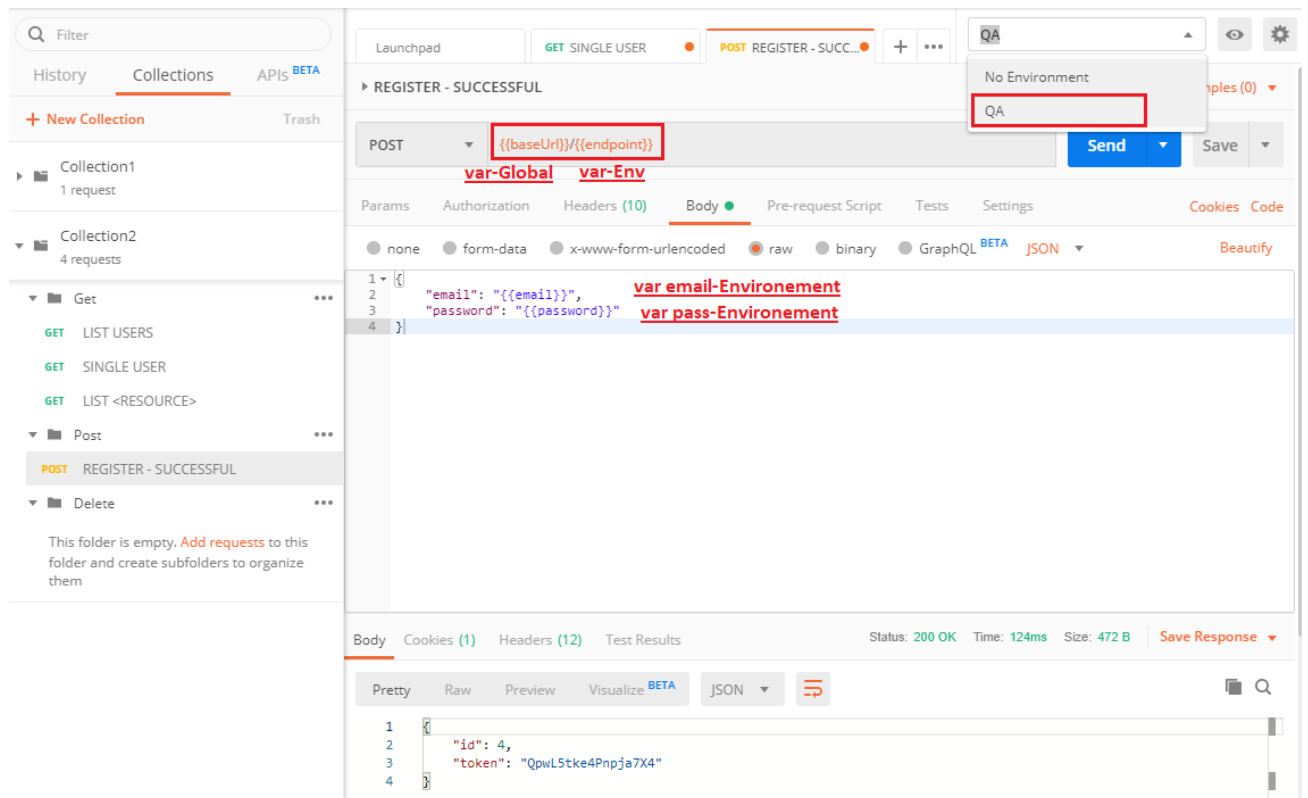 Filter
History Collections APIs BETA
+ New Collection Trash
Collection1
1 request
Collection2
4 requests
Get
GET LIST USERS
GET SINGLE USER
GET LIST <RESOURCE>
Post
POST REGISTER - SUCCESSFUL
Delete
This folder is empty. Add requests to this
folder and create subfolders to organize
them
Launchpad GET SINGLE USER POST REGISTER - SUCC... + QA
No Environment
QA
REGISTER - SUCCESSFUL ples (0)
POST {{baseUrl}}/{{endpoint}} Send Save
var-Global var-Env
Params Authorization Headers (10) Body Pre-request Script Tests Settings Cookies Code
none form-data x-www-form-urlencoded raw binary GraphQL BETA JSON Beautify
1 {
2 "email": "{{email}}", var email-Environement
3 "password": "{{password}}" var pass-Environement
4 }
Body Cookies (1) Headers (12) Test Results Status: 200 OK Time: 124ms Size: 472 B Save Response
Pretty Raw Preview Visualize BETA JSON
1 {
2 "id": 4,
3 "token": "QpwL5tke4Pnpja7X4"
4 }